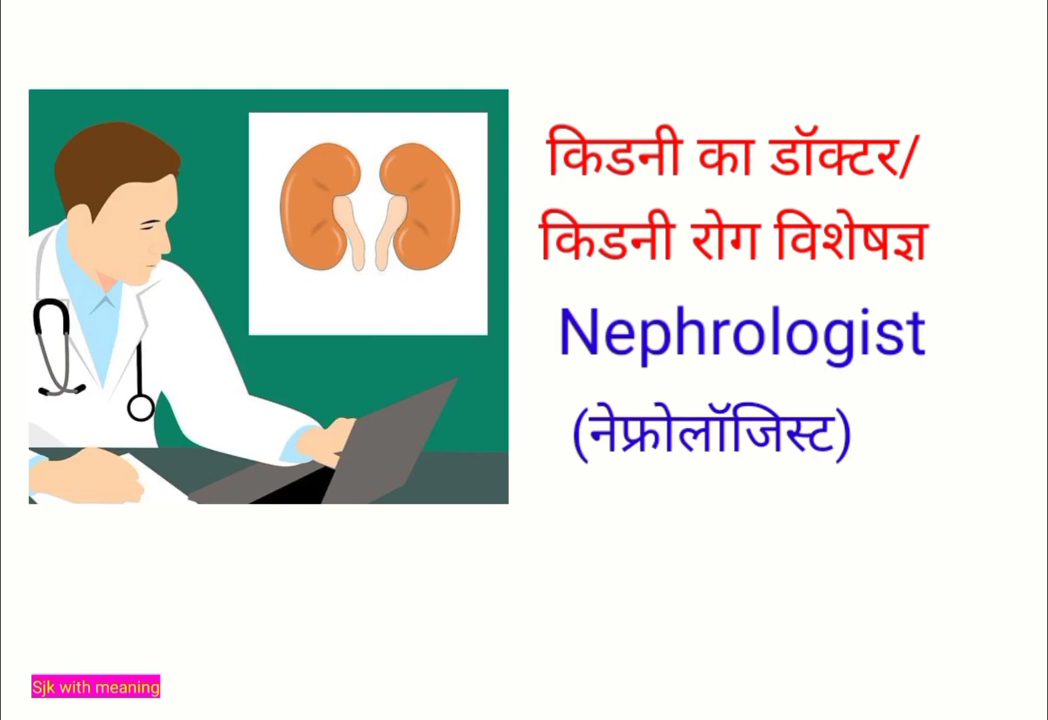 किडनी का डॉक्टर/
किडनी रोग विशेषज्ञ
Nephrologist
(नेफ्रोलॉजिस्ट)
Sjk with meaning